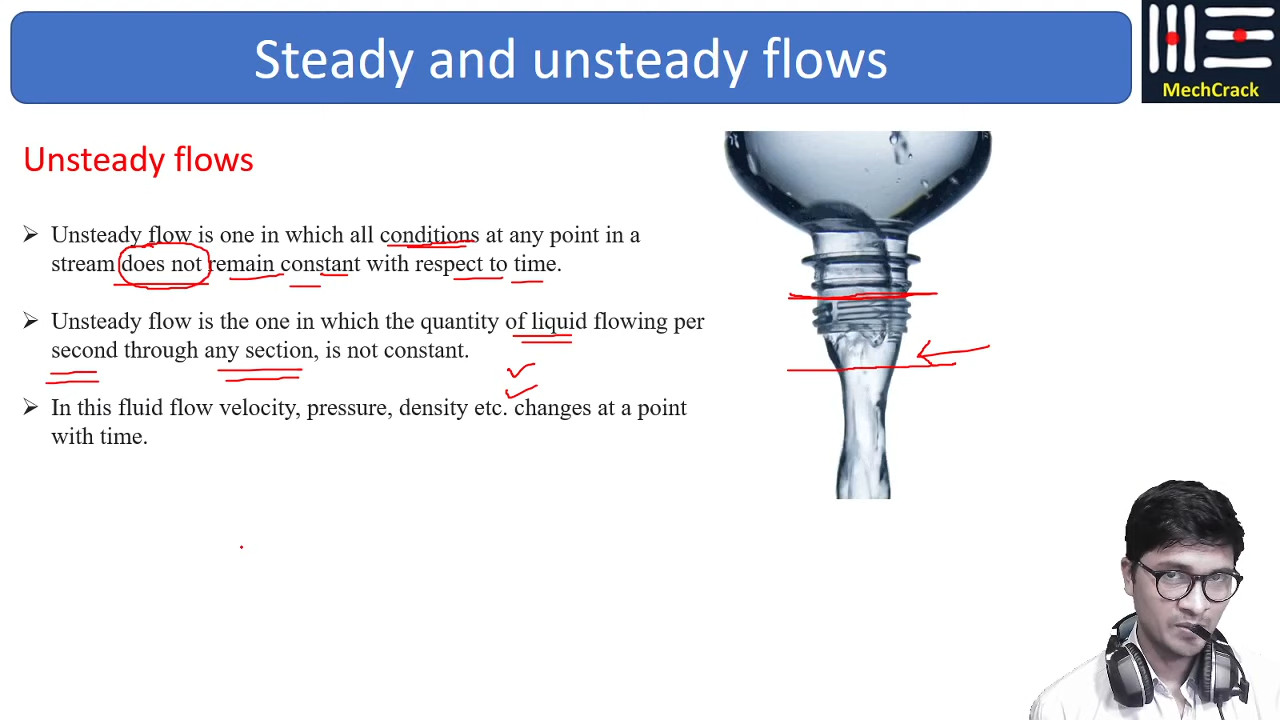 Steady and unsteady flows
MechCrack
Unsteady flows
➢ Unsteady flow is one in which all conditions at any point in a
stream does not remain constant with respect to time.
➢ Unsteady flow is the one in which the quantity of liquid flowing per
second through any section, is not constant.
➢ In this fluid flow velocity, pressure, density etc. changes at a point
with time.